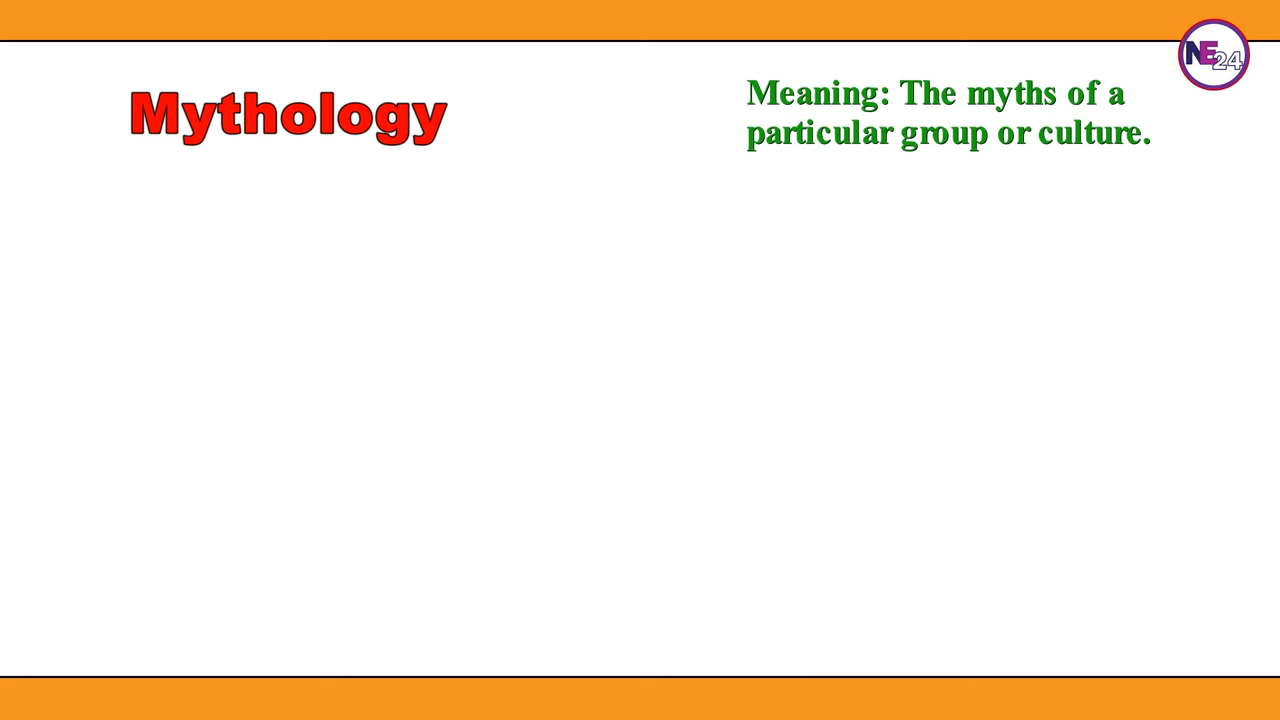 Mythology
Meaning: The myths of a
particular group or culture.
NE24